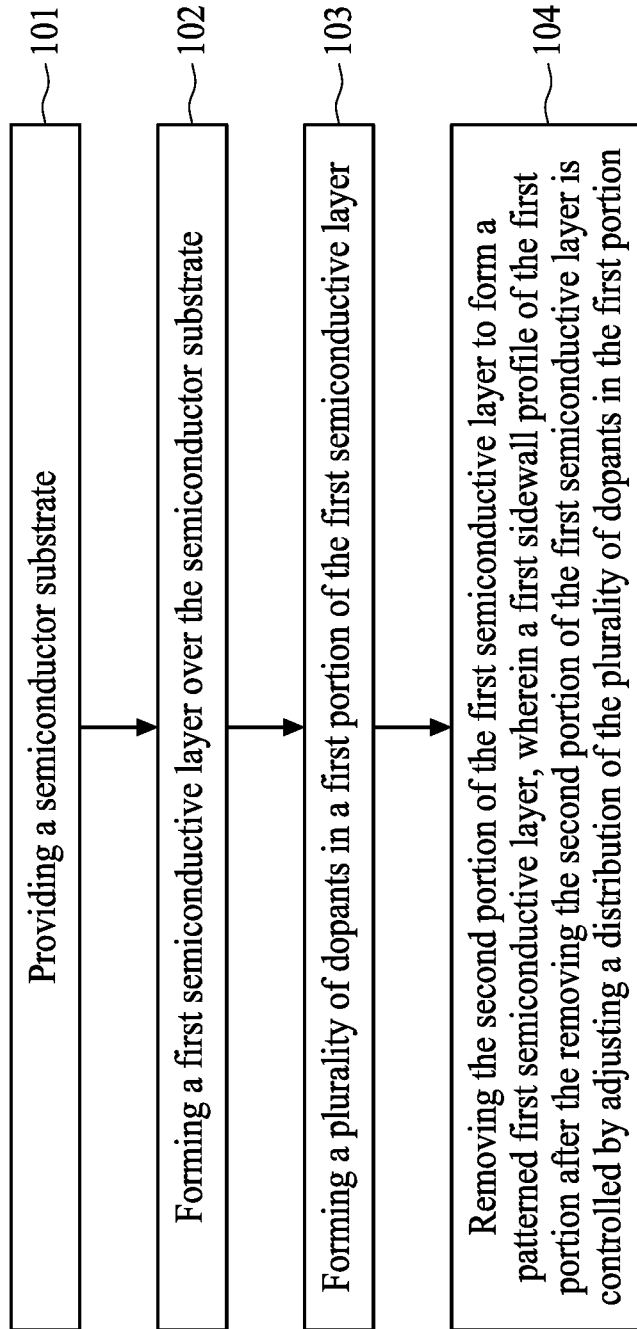 Providing a semiconductor substrate
101
Forming a first semiconductive layer over the semiconductor substrate
102
Forming a plurality of dopants in a first portion of the first semiconductive layer
103
Removing the second portion of the first semiconductive layer to form a
patterned first semiconductive layer, wherein a first sidewall profile of the first
portion after the removing the second portion of the first semiconductive layer is
controlled by adjusting a distribution of the plurality of dopants in the first portion
104